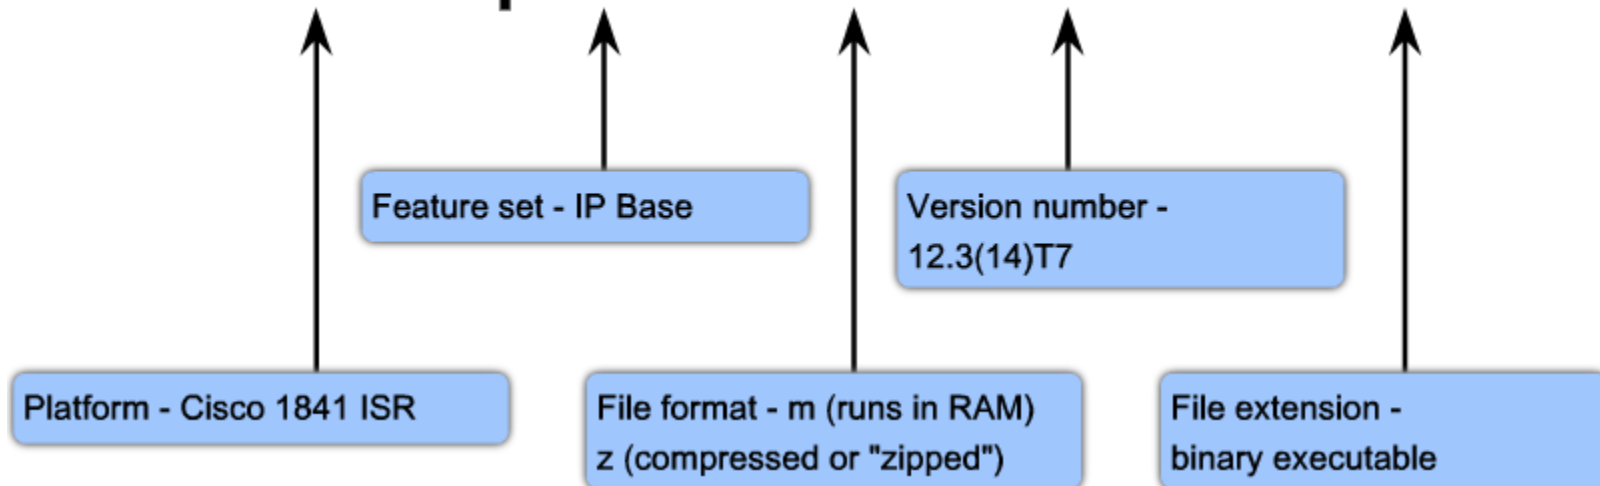 Feature set - IP Base
Version number -
12.3(14)T7
Platform - Cisco 1841 ISR
File format - m (runs in RAM)
z (compressed or "zipped")
File extension -
binary executable